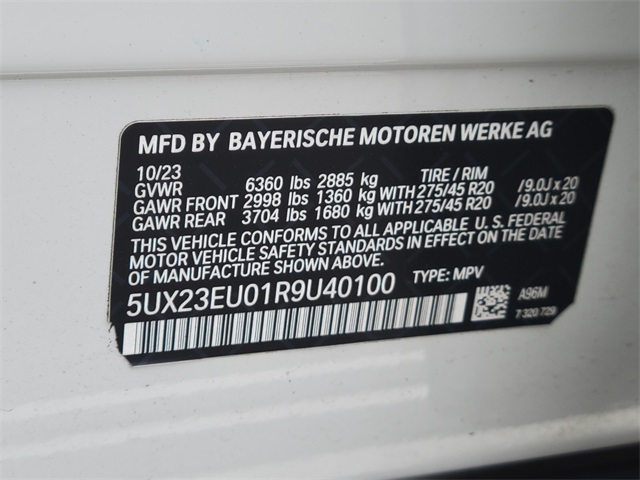 MFD BY BAYERISCHE MOTOREN WERKE AG
10/23 TIRE / RIM
GVWR 6360 lbs 2885 kg
GAWR FRONT 2998 lbs 1360 kg WITH 275/45 R20 /9.0J x 20
GAWR REAR 3704 lbs 1680 kg WITH 275/45 R20 /9.0J x 20
THIS VEHICLE CONFORMS TO ALL APPLICABLE U. S. FEDERAL
MOTOR VEHICLE SAFETY STANDARDS IN EFFECT ON THE DATE OF
MANUFACTURE SHOWN ABOVE.
5UX23EU01R9U40100 TYPE: MPV
A96M
7 320 729